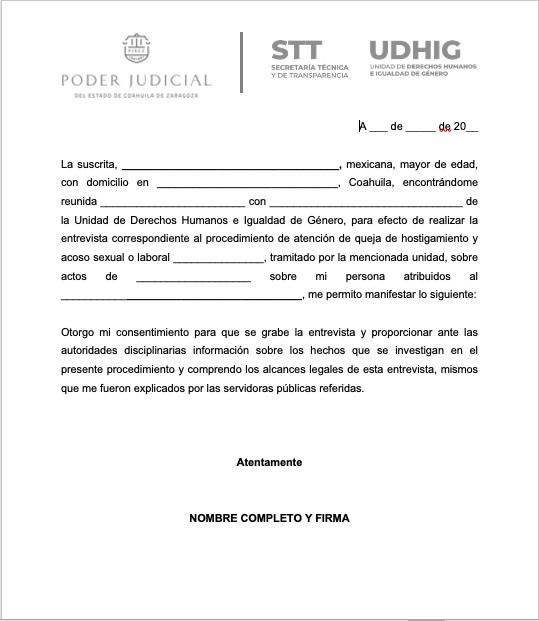 PODER JUDICIAL
DEL ESTADO DE COAHUILA DE ZARAGOZA
STT
SECRETARÍA TÉCNICA
Y DE TRANSPARENCIA
UDHIG
UNIDAD DE DERECHOS HUMANOS
E IGUALDAD DE GÉNERO
A ___ de _____ de 20__
La suscrita, ____________________________________, mexicana, mayor de edad,
con domicilio en ______________________________, Coahuila, encontrándome
reunida ________________________ con ________________________________ de
la Unidad de Derechos Humanos e Igualdad de Género, para efecto de realizar la
entrevista correspondiente al procedimiento de atención de queja de hostigamiento y
acoso sexual o laboral _______________, tramitado por la mencionada unidad, sobre
actos de ___________________ sobre mi persona atribuidos al
________________________________________, me permito manifestar lo siguiente:
Otorgo mi consentimiento para que se grabe la entrevista y proporcionar ante las
autoridades disciplinarias información sobre los hechos que se investigan en el
presente procedimiento y comprendo los alcances legales de esta entrevista, mismos
que me fueron explicados por las servidoras públicas referidas.
Atentamente
NOMBRE COMPLETO Y FIRMA